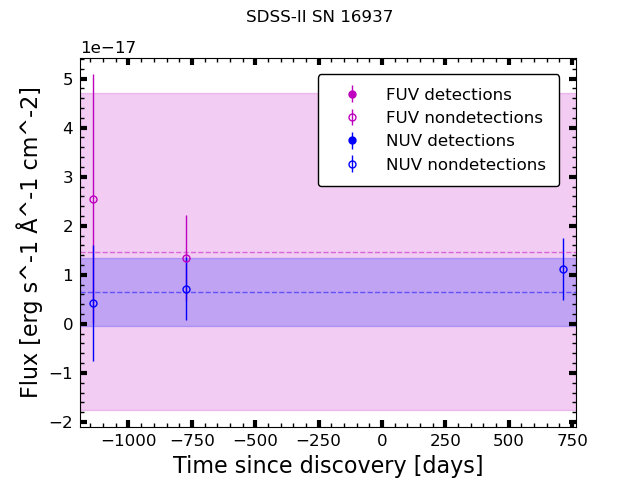 SDSS-II SN 16937
1e−17
FUV detections
FUV nondetections
NUV detections
NUV nondetections
5
4
3
2
1
0
−1
−2
Flux [erg s^-1 Å^-1 cm^-2]
−1000 −750 −500 −250 0 250 500 750
Time since discovery [days]